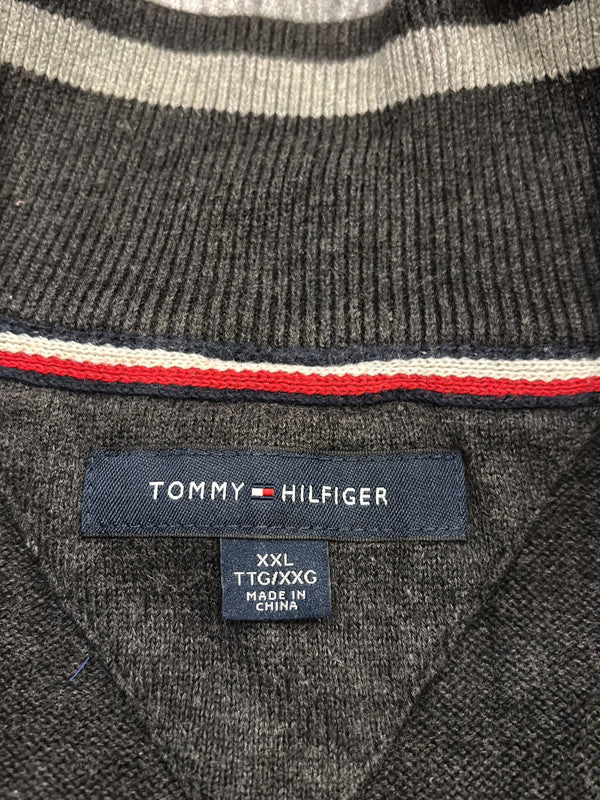 TOMMY HILFIGER
XXL
TTG/XXG
MADE IN
CHINA